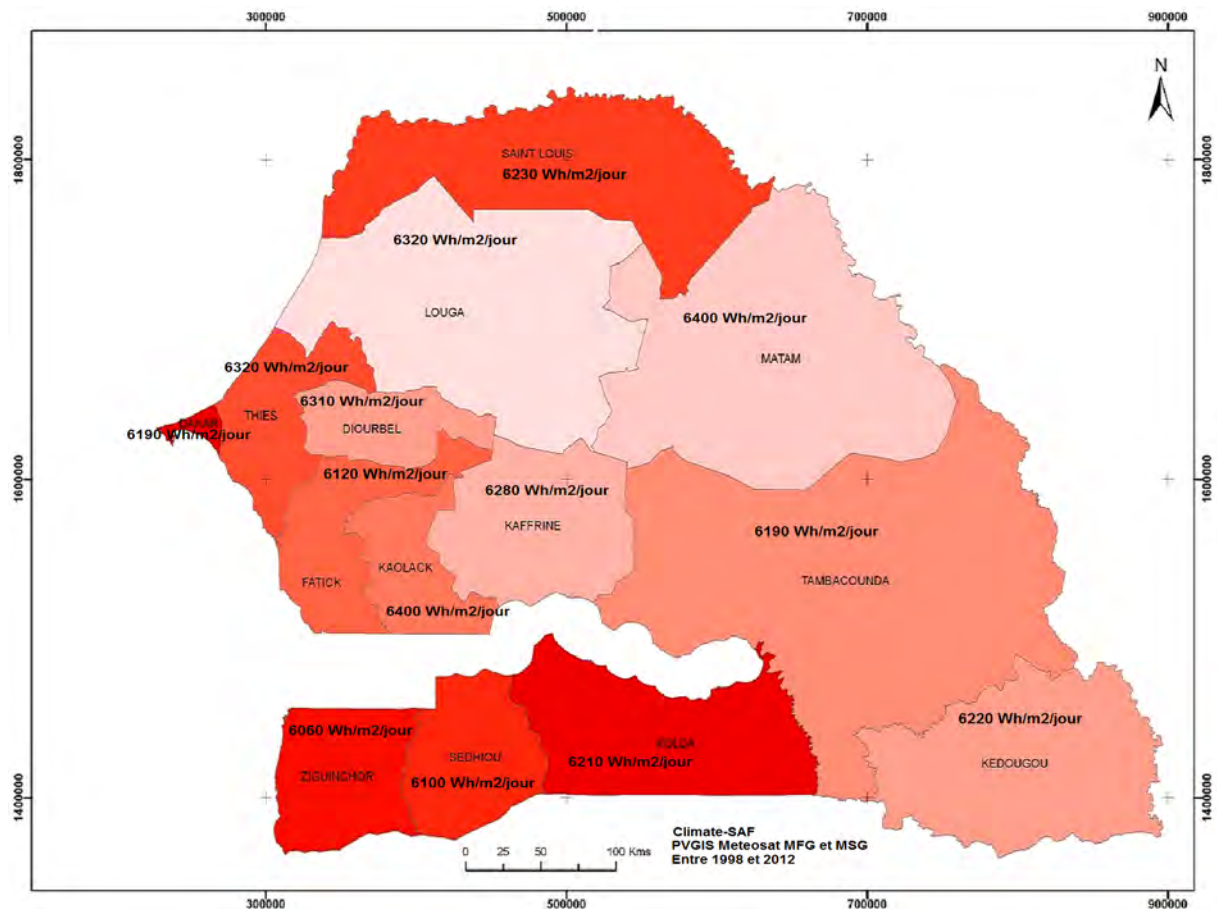 300000 500000 700000 900000
N
1800000 1800000
SAINT LOUIS
6230 Wh/m2/jour
6320 Wh/m2/jour
LOUGA
6400 Wh/m2/jour
MATAM
6320 Wh/m2/jour
THIES
6310 Wh/m2/jour
DIOURBEL
DAKAR
6190 Wh/m2/jour
6120 Wh/m2/jour
1600000 1600000
6280 Wh/m2/jour
KAFFRINE
6190 Wh/m2/jour
TAMBACOUNDA
KAOLACK
FATICK
6400 Wh/m2/jour
6060 Wh/m2/jour
ZIGUINCHOR
SEDHIOU
6100 Wh/m2/jour
KOLDA
6210 Wh/m2/jour
6220 Wh/m2/jour
KEDOUGOU
1400000 1400000
Climate-SAF
PVGIS Meteosat MFG et MSG
Entre 1998 et 2012
0 25 50 100 Kms
300000 500000 700000 900000